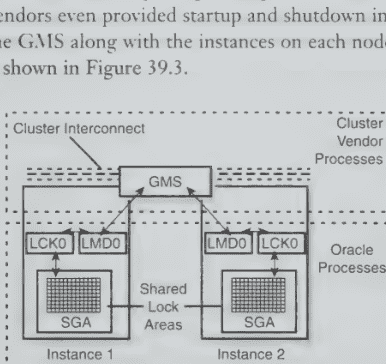 endors even provided startup and shutdown in
he GMS along with the instances on each node
shown in Figure 39.3.
Cluster Interconnect
Cluster
Vendor
Processes
GMS
LCK0 LMD0 LMD0 LCK0
Oracle
Processes
Shared
Lock
Areas
SGA SGA
Instance 1 Instance 2